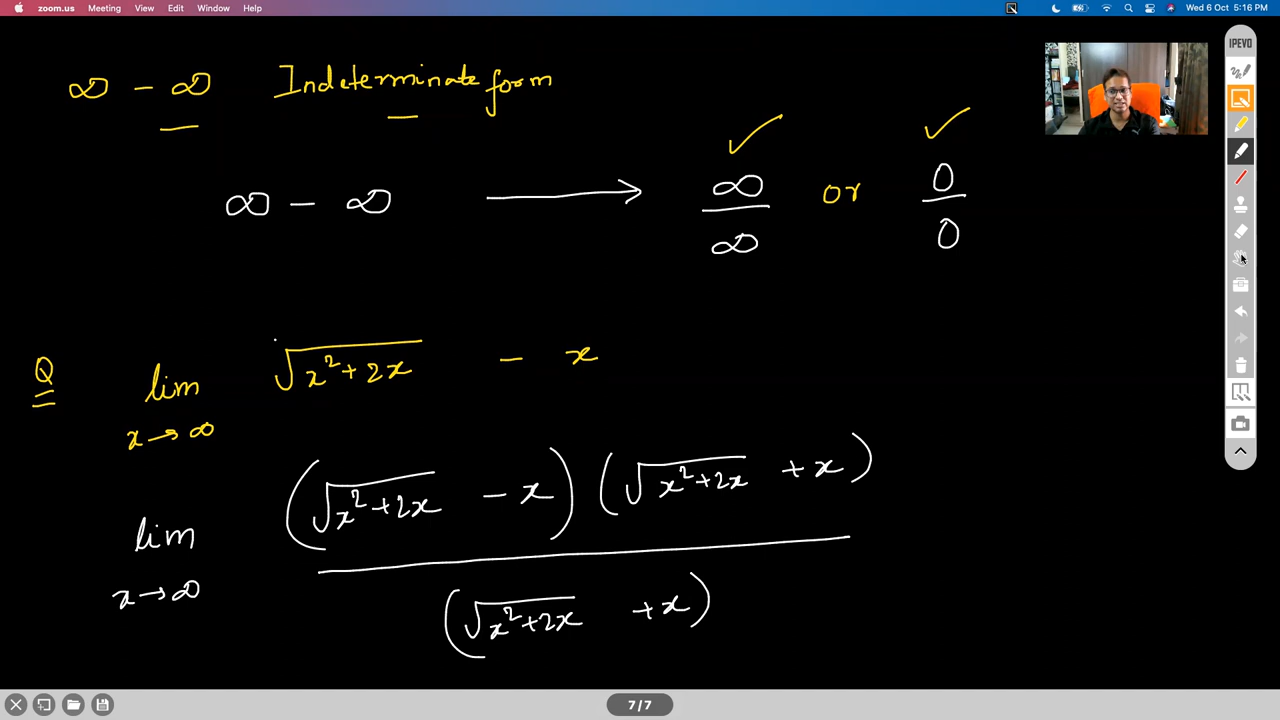 zoom.us Meeting View Edit Window Help Wed 6 Oct 5:16 PM
IPEVO
∞ - ∞ Indeterminate form
∞ - ∞ → ∞/∞ or 0/0
Q lim x→∞ √(x²+2x) - x
lim x→∞ (√(x²+2x) - x)(√(x²+2x) + x) / (√(x²+2x) + x)
7/7